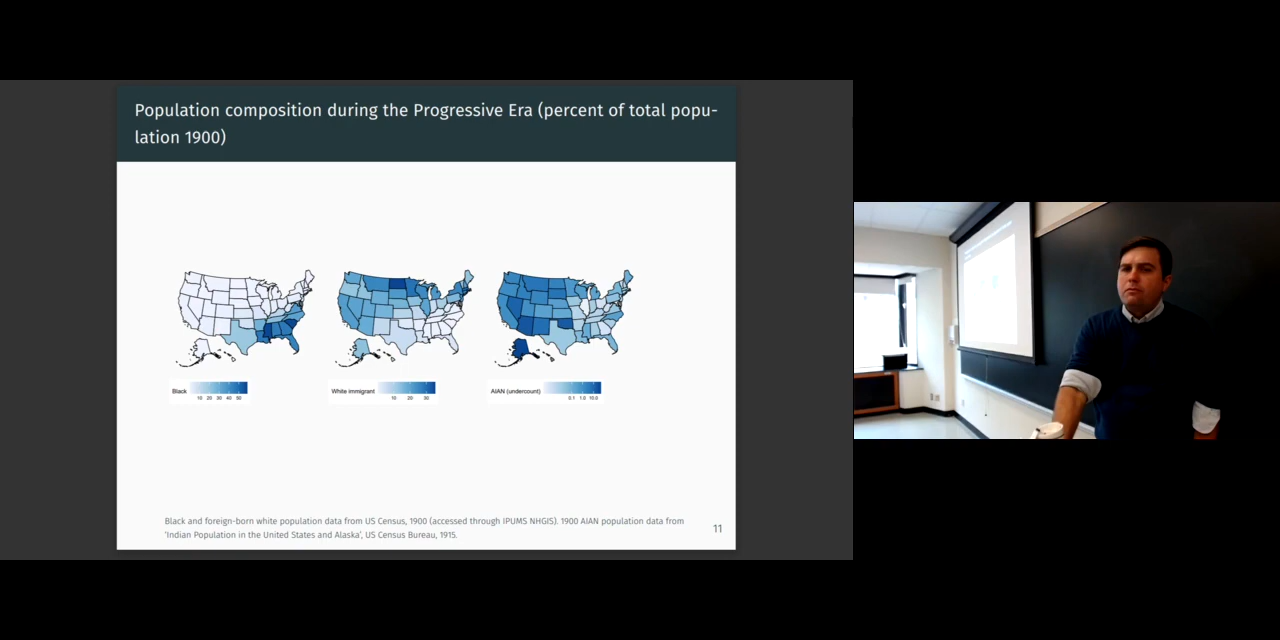 Population composition during the Progressive Era (percent of total popu-
lation 1900)
Black
10 20 30 40 50
White immigrant
10 20 30
AIAN (undercount)
0.1 1.0 10.0
Black and foreign-born white population data from US Census, 1900 (accessed through IPUMS NHGIS). 1900 AIAN population data from
'Indian Population in the United States and Alaska', US Census Bureau, 1915.
11